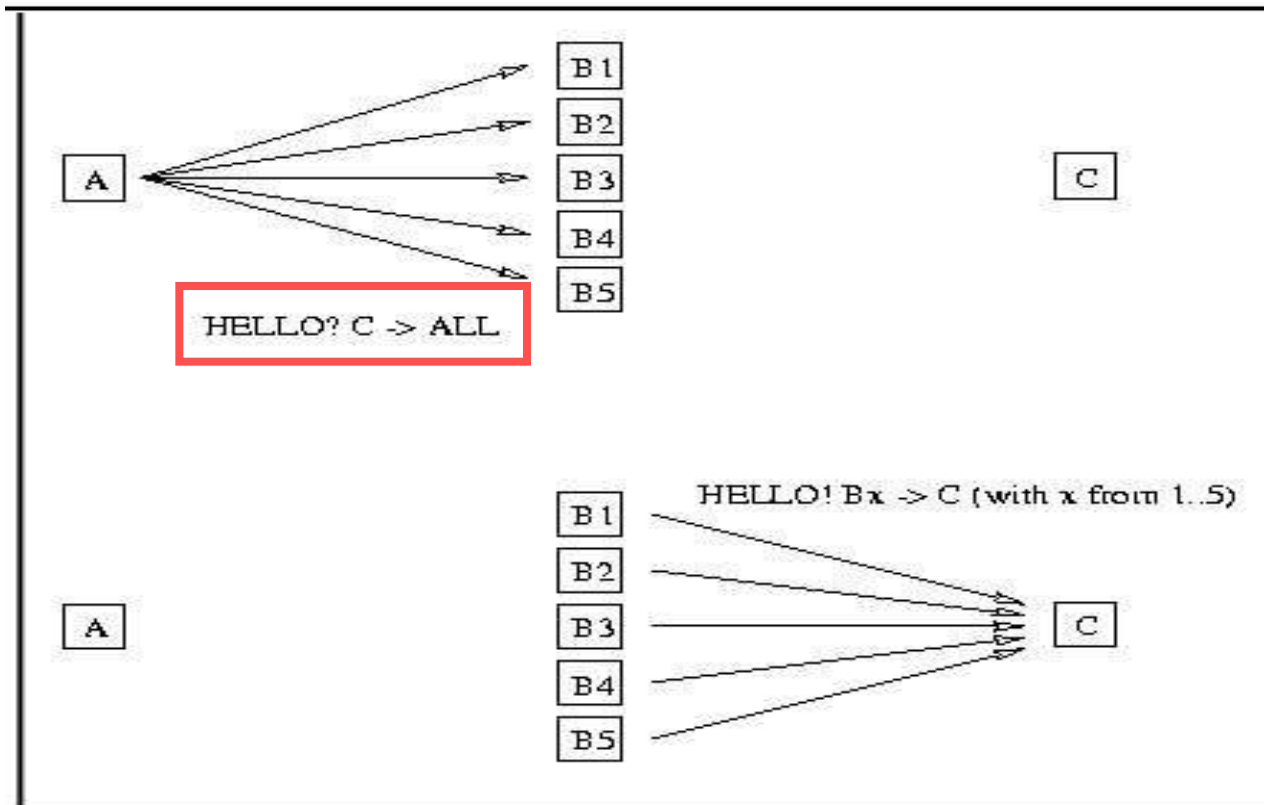 B1
B2
A
B3
C
B4
B5
HELLO? C -> ALL
HELLO! Bx -> C (with x from 1..5)
B1
B2
A
B3
C
B4
B5